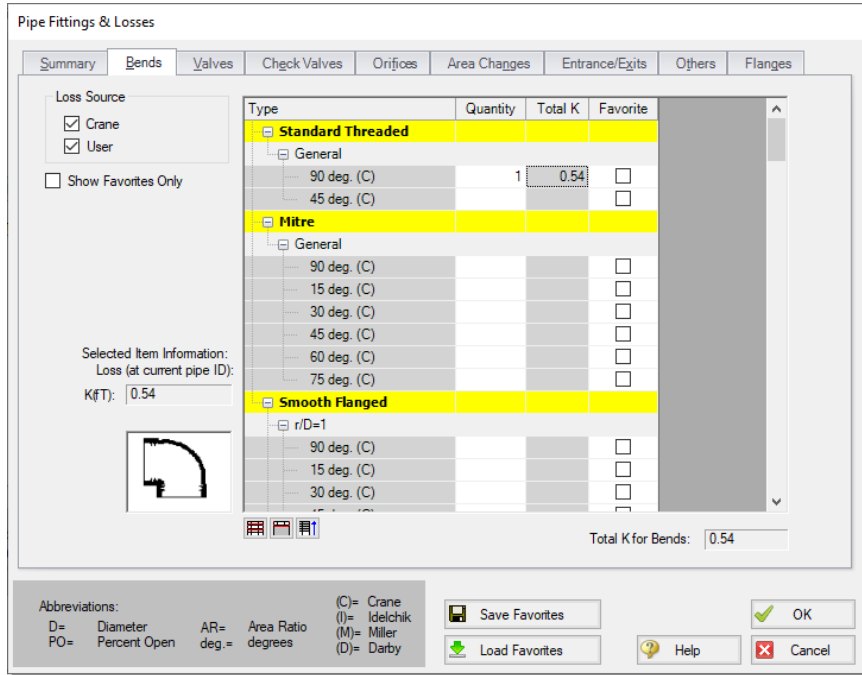 Pipe Fittings & Losses
Summary Bends Valves Check Valves Orifices Area Changes Entrance/Exits Others Flanges
Loss Source
Crane
User
Show Favorites Only
Type Quantity Total K Favorite
Standard Threaded
General
90 deg. (C) 1 0.54
45 deg. (C)
Mitre
General
90 deg. (C)
15 deg. (C)
30 deg. (C)
45 deg. (C)
60 deg. (C)
75 deg. (C)
Smooth Flanged
r/D=1
90 deg. (C)
15 deg. (C)
30 deg. (C)
Selected Item Information:
Loss (at current pipe ID):
K(fT): 0.54
Total K for Bends: 0.54
Abbreviations:
D= Diameter
PO= Percent Open
AR= Area Ratio
deg.= degrees
(C)= Crane
(I)= Idelchik
(M)= Miller
(D)= Darby
Save Favorites
Load Favorites
Help
OK
Cancel